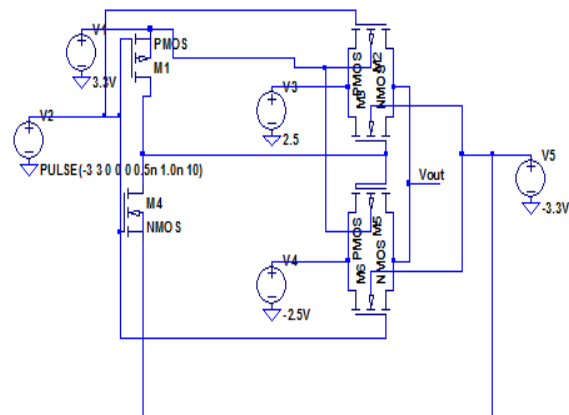 V1
PMOS
M1
3.3V
V2
PULSE(-3 3 0 0 0 0.5n 1.0n 10)
M4
NMOS
V3
2.5
PMOS
M3
M2
NMOS
V5
-3.3V
Vout
V4
-2.5V
PMOS
M6
M5
NMOS